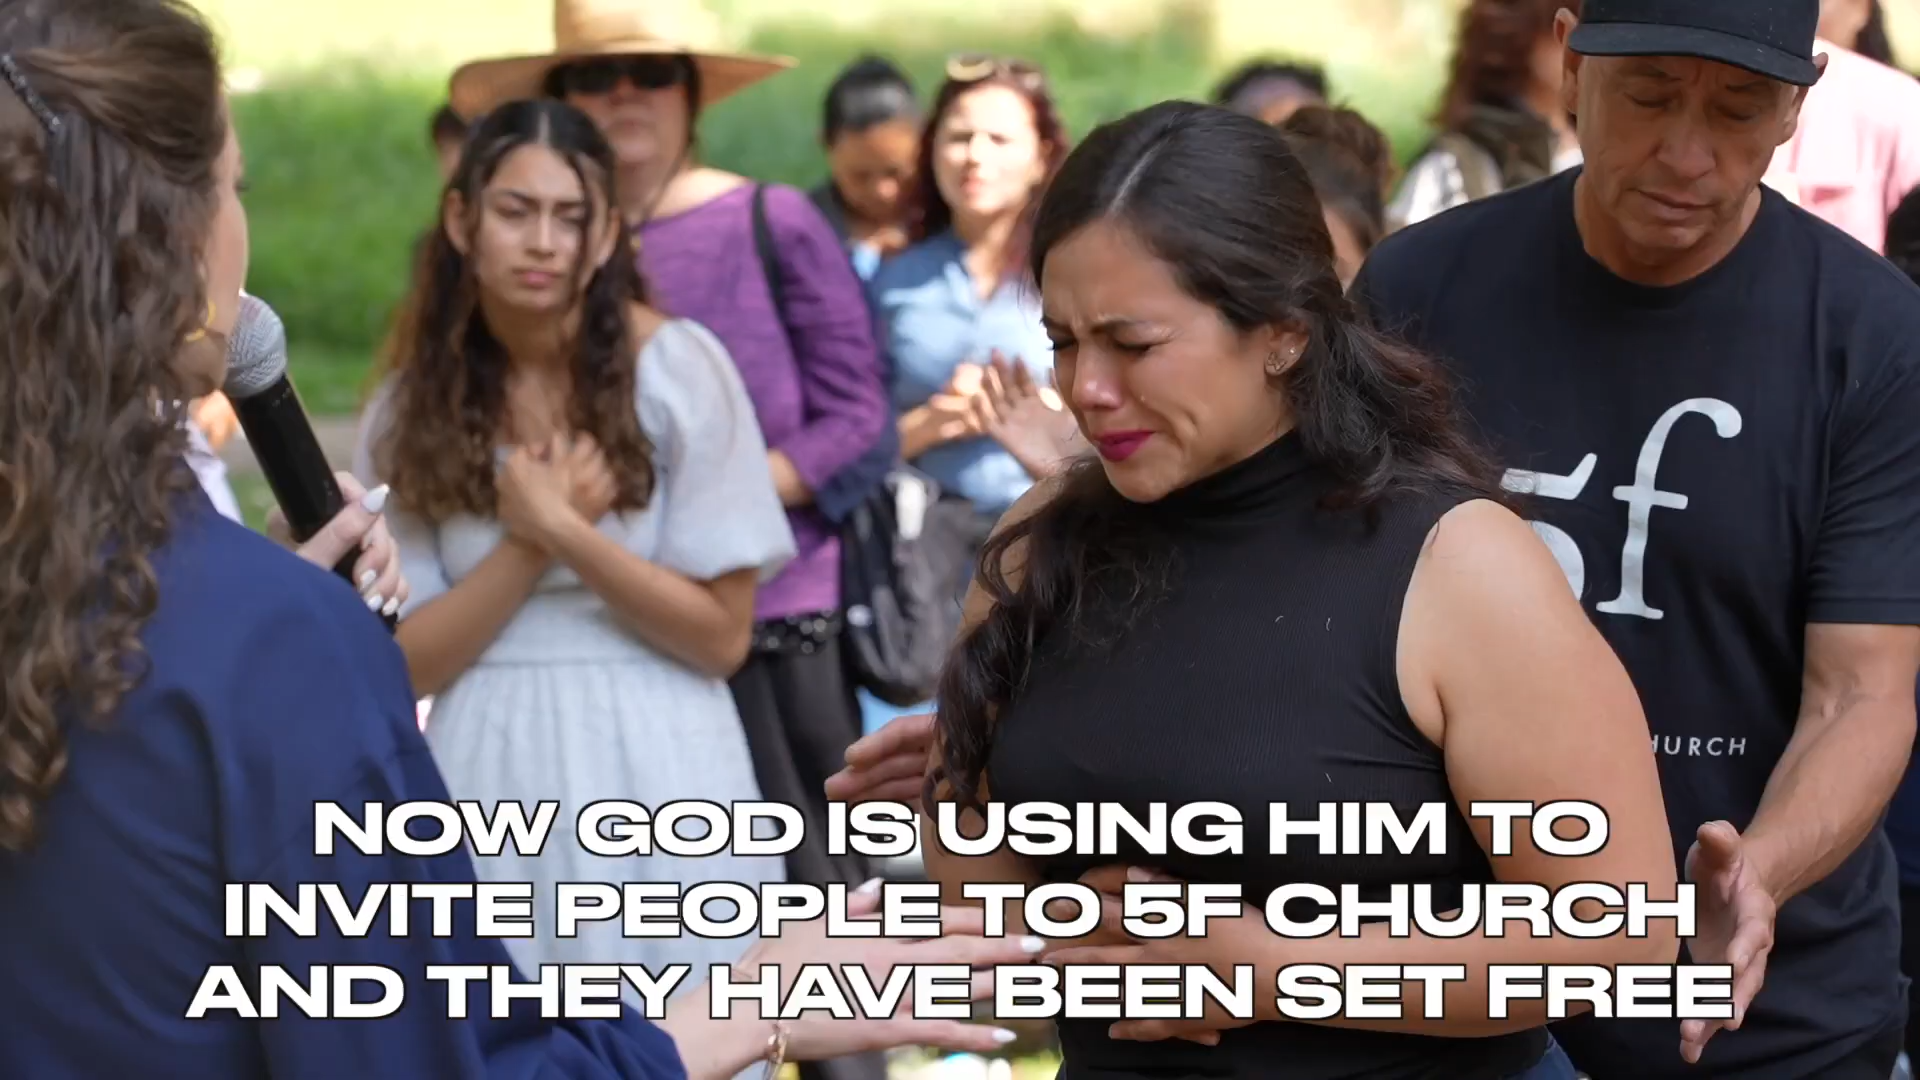 5f
HURCH
NOW GOD IS USING HIM TO
INVITE PEOPLE TO 5F CHURCH
AND THEY HAVE BEEN SET FREE